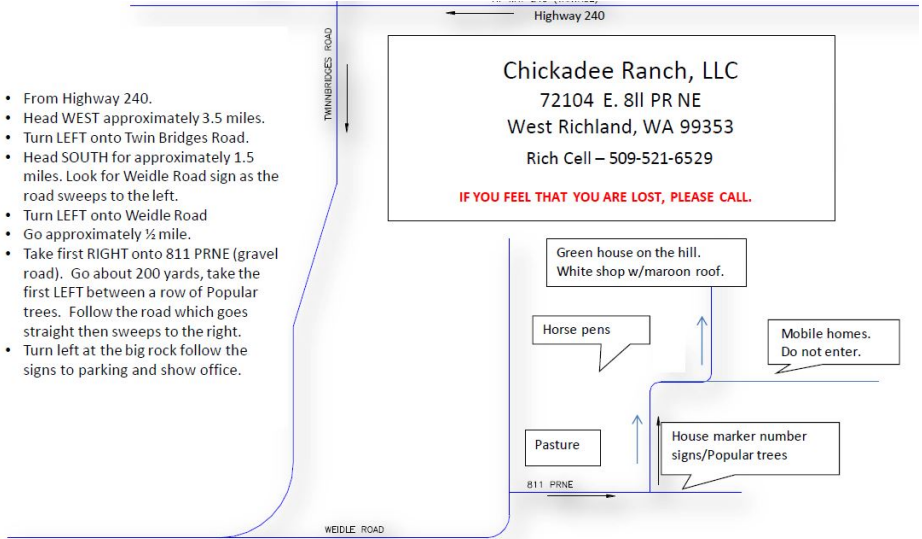 Highway 240
TWINNBRIDGES ROAD
• From Highway 240.
• Head WEST approximately 3.5 miles.
• Turn LEFT onto Twin Bridges Road.
• Head SOUTH for approximately 1.5
miles. Look for Weidle Road sign as the
road sweeps to the left.
• Turn LEFT onto Weidle Road
• Go approximately ½ mile.
• Take first RIGHT onto 811 PRNE (gravel
road). Go about 200 yards, take the
first LEFT between a row of Popular
trees. Follow the road which goes
straight then sweeps to the right.
• Turn left at the big rock follow the
signs to parking and show office.
Chickadee Ranch, LLC
72104 E. 8ll PR NE
West Richland, WA 99353
Rich Cell – 509-521-6529
IF YOU FEEL THAT YOU ARE LOST, PLEASE CALL.
Green house on the hill.
White shop w/maroon roof.
Horse pens
Mobile homes.
Do not enter.
Pasture
House marker number
signs/Popular trees
811 PRNE
WEIDLE ROAD